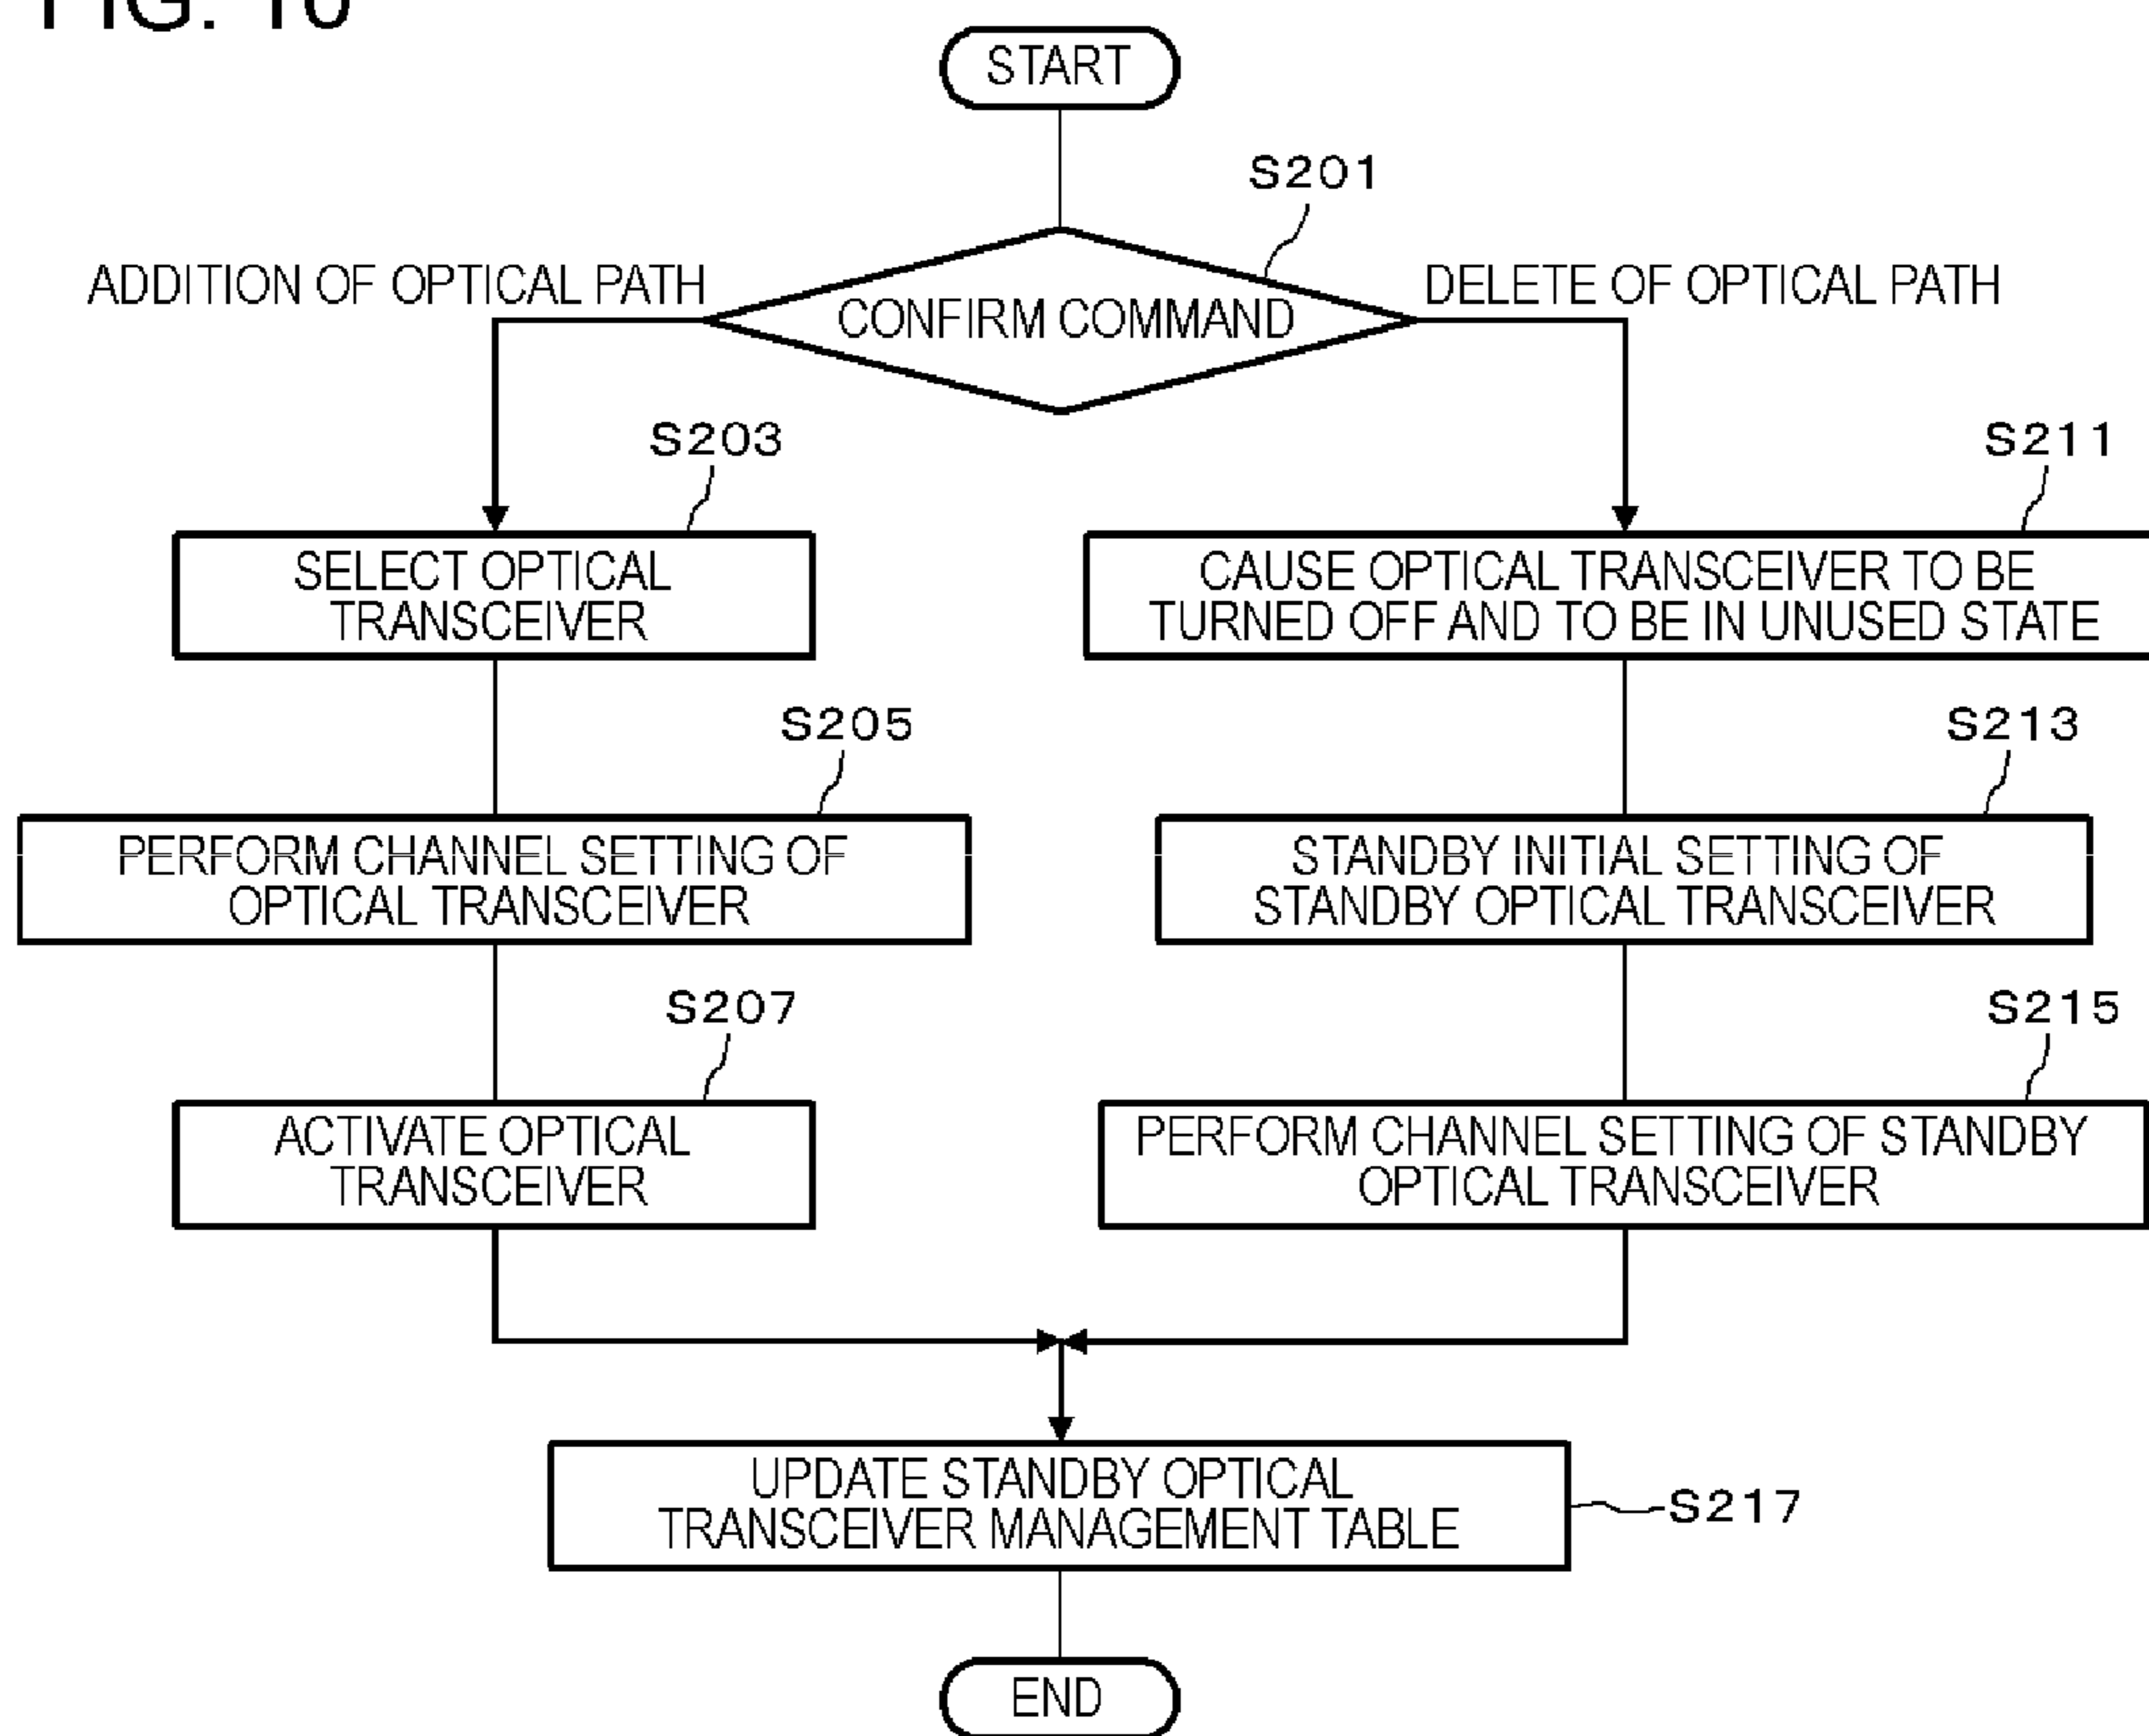 FIG. 10
START
S201
ADDITION OF OPTICAL PATH
CONFIRM COMMAND
DELETE OF OPTICAL PATH
S203
SELECT OPTICAL
TRANSCEIVER
S211
CAUSE OPTICAL TRANSCEIVER TO BE
TURNED OFF AND TO BE IN UNUSED STATE
S205
PERFORM CHANNEL SETTING OF
OPTICAL TRANSCEIVER
S213
STANDBY INITIAL SETTING OF
STANDBY OPTICAL TRANSCEIVER
S207
ACTIVATE OPTICAL
TRANSCEIVER
S215
PERFORM CHANNEL SETTING OF STANDBY
OPTICAL TRANSCEIVER
UPDATE STANDBY OPTICAL
TRANSCEIVER MANAGEMENT TABLE
S217
END